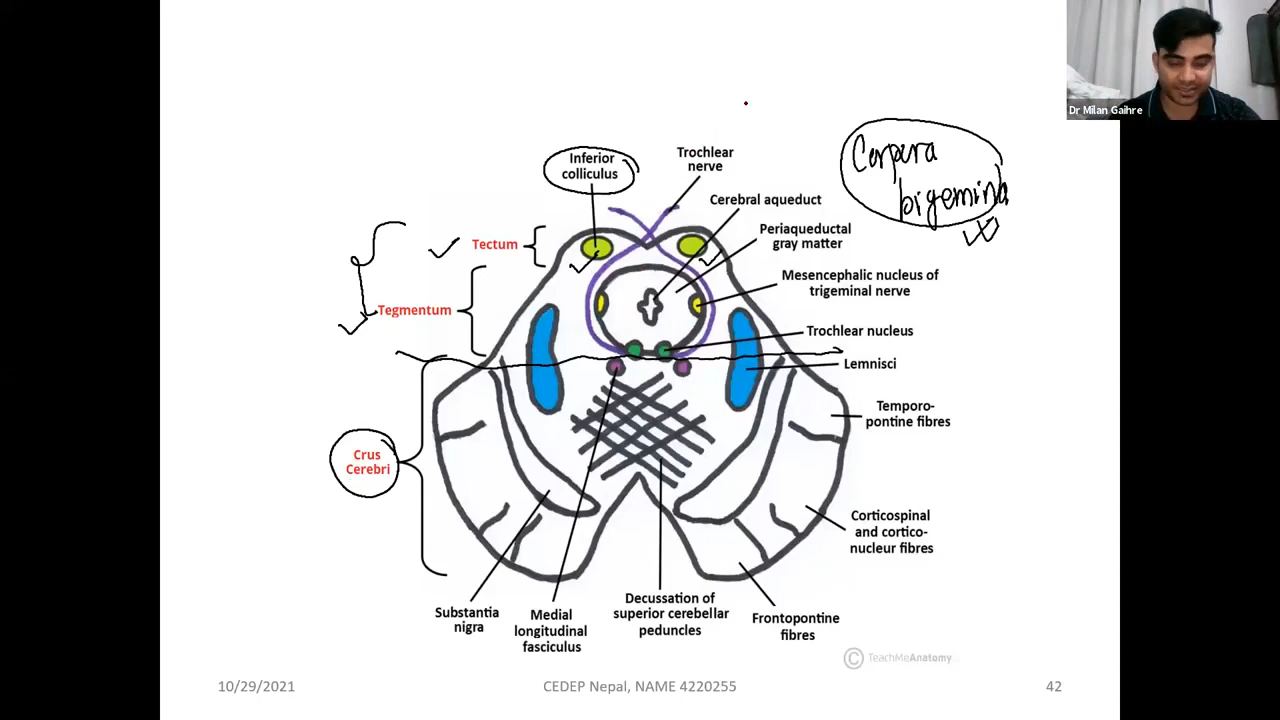 Dr Milan Gaihre
Corpora
bigemina
Inferior
colliculus
Trochlear
nerve
Cerebral aqueduct
Periaqueductal
gray matter
Tectum
Mesencephalic nucleus of
trigeminal nerve
Tegmentum
Trochlear nucleus
Lemnisci
Temporo-
pontine fibres
Crus
Cerebri
Corticospinal
and cortico-
nucleur fibres
Substantia
nigra
Medial
longitudinal
fasciculus
Decussation of
superior cerebellar
peduncles
Frontopontine
fibres
© TeachMeAnatomy
10/29/2021
CEDEP Nepal, NAME 4220255
42